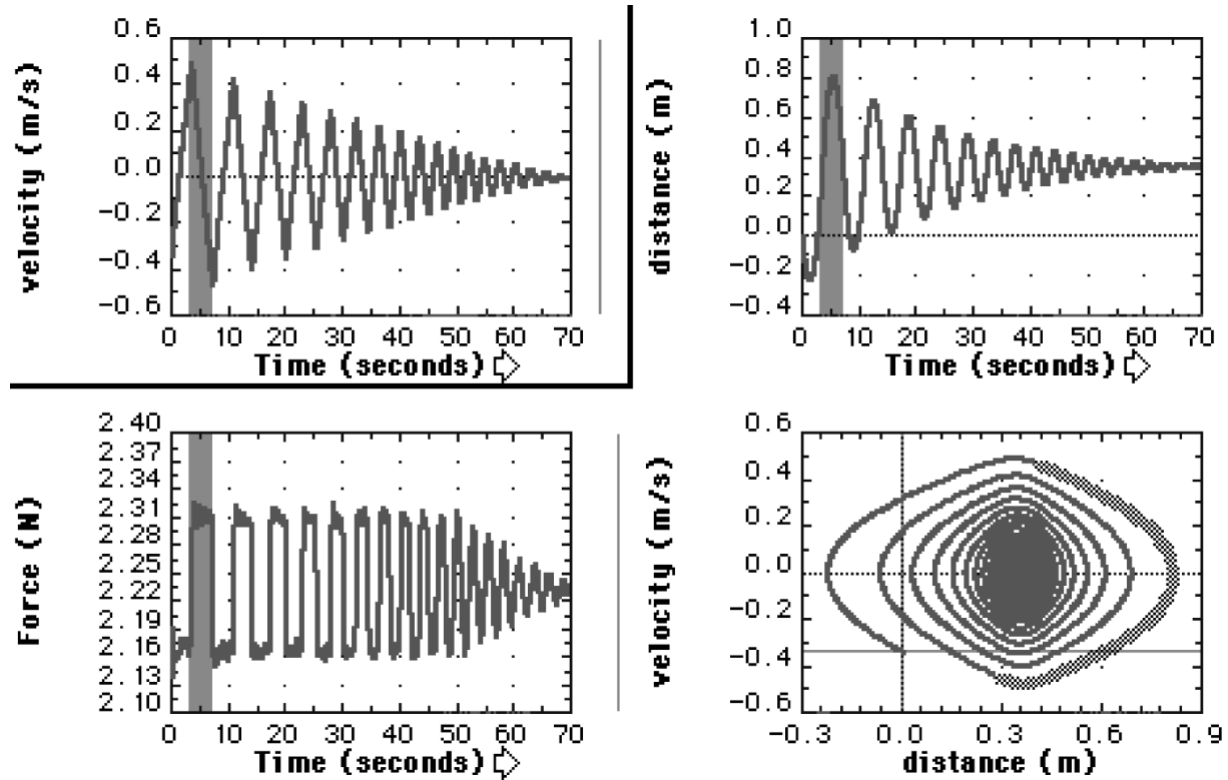 velocity (m/s)
0.6
0.4
0.2
0.0
-0.2
-0.4
-0.6
0 10 20 30 40 50 60 70
Time (seconds)
distance (m)
1.0
0.8
0.6
0.4
0.2
0.0
-0.2
-0.4
0 10 20 30 40 50 60 70
Time (seconds)
Force (N)
2.40
2.37
2.34
2.31
2.28
2.25
2.22
2.19
2.16
2.13
2.10
0 10 20 30 40 50 60 70
Time (seconds)
velocity (m/s)
0.6
0.4
0.2
0.0
-0.2
-0.4
-0.6
-0.3 0.0 0.3 0.6 0.9
distance (m)